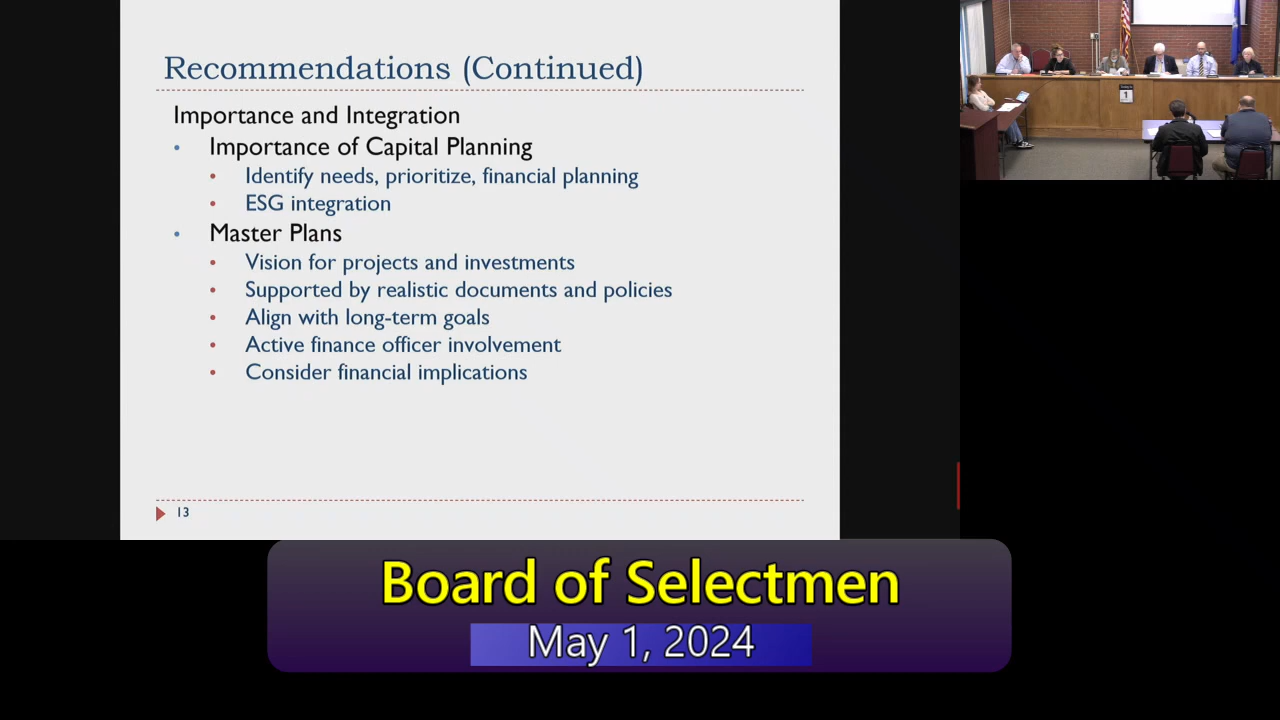 Recommendations (Continued)
Importance and Integration
• Importance of Capital Planning
• Identify needs, prioritize, financial planning
• ESG integration
• Master Plans
• Vision for projects and investments
• Supported by realistic documents and policies
• Align with long-term goals
• Active finance officer involvement
• Consider financial implications
13
1
Board of Selectmen
May 1, 2024